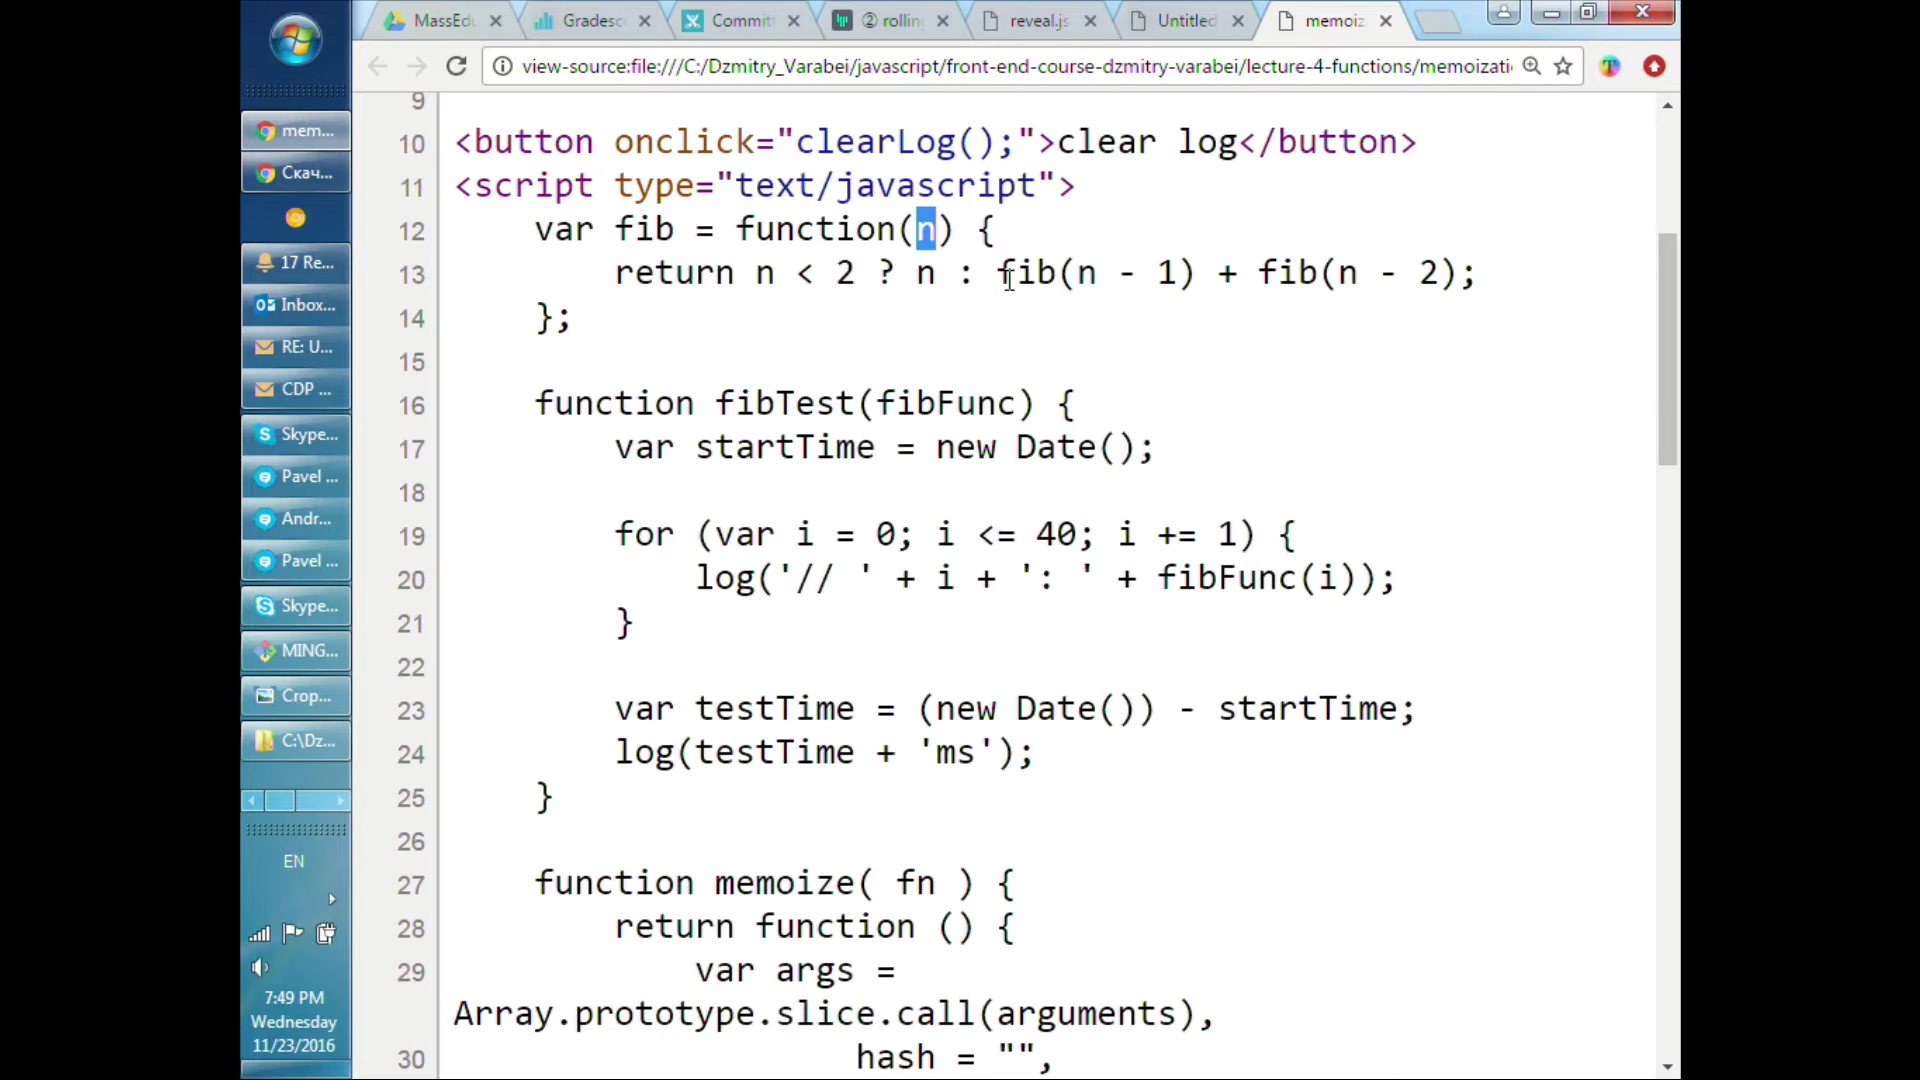 MassEdu
Gradesc
Commit
② rolling
reveal.js
Untitled
memoiz
view-source:file:///C:/Dzmitry_Varabei/javascript/front-end-course-dzmitry-varabei/lecture-4-functions/memoizati
mem...
Скач...
17 Re...
Inbox...
RE: U...
CDP ...
Skype...
Pavel ...
Andr...
Pavel ...
Skype...
MING...
Crop...
C:\Dz...
EN
7:49 PM
Wednesday
11/23/2016
9
10 <button onclick="clearLog();">clear log</button>
11 <script type="text/javascript">
12 var fib = function(n) {
13 return n < 2 ? n : fib(n - 1) + fib(n - 2);
14 };
15
16 function fibTest(fibFunc) {
17 var startTime = new Date();
18
19 for (var i = 0; i <= 40; i += 1) {
20 log('// ' + i + ': ' + fibFunc(i));
21 }
22
23 var testTime = (new Date()) - startTime;
24 log(testTime + 'ms');
25 }
26
27 function memoize( fn ) {
28 return function () {
29 var args =
Array.prototype.slice.call(arguments),
30 hash = "",